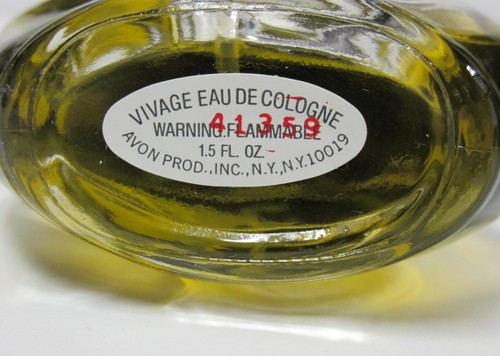 VIVAGE EAU DE COLOGNE
41359
WARNING:FLAMMABLE
1.5 FL. OZ.
AVON PROD.,INC.,N.Y.,N.Y.10019